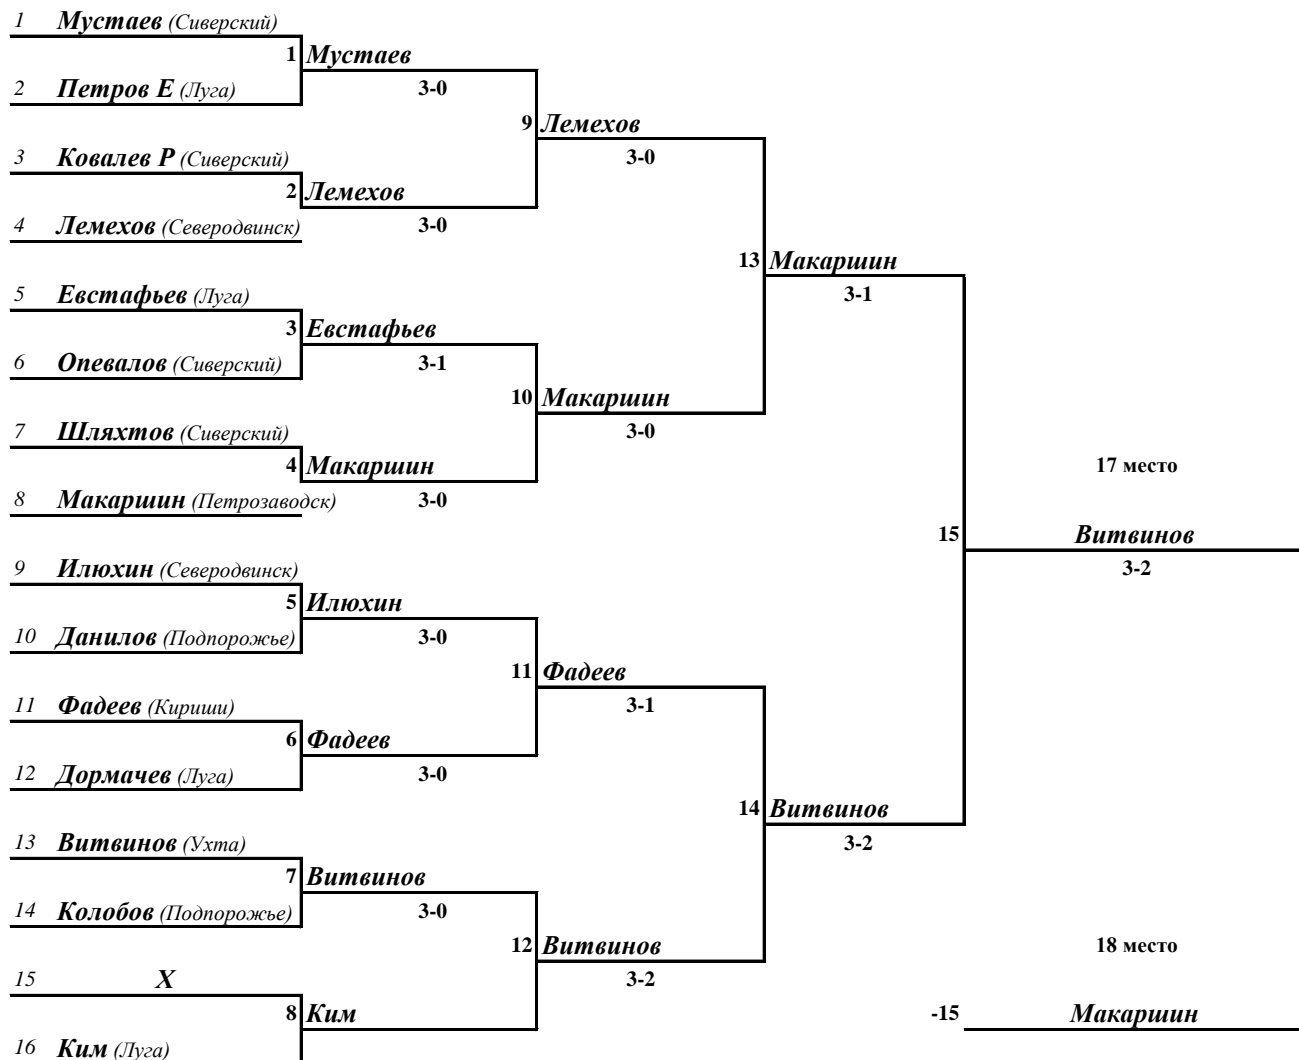 1 Мустаев (Сиверский)
1 Мустаев
2 Петров Е (Луга)
3-0
9 Лемехов
3 Ковалев Р (Сиверский)
3-0
2 Лемехов
4 Лемехов (Северодвинск)
3-0
13 Макаршин
5 Евстафьев (Луга)
3-1
3 Евстафьев
6 Опевалов (Сиверский)
3-1
10 Макаршин
7 Шляхтов (Сиверский)
3-0
4 Макаршин
17 место
8 Макаршин (Петрозаводск)
3-0
15 Витвинов
9 Илюхин (Северодвинск)
3-2
5 Илюхин
10 Данилов (Подпорожье)
3-0
11 Фадеев
11 Фадеев (Кириши)
3-1
6 Фадеев
12 Дормачев (Луга)
3-0
14 Витвинов
13 Витвинов (Ухта)
3-2
7 Витвинов
14 Колобов (Подпорожье)
3-0
12 Витвинов
18 место
15 Х
3-2
8 Ким
-15 Макаршин
16 Ким (Луга)